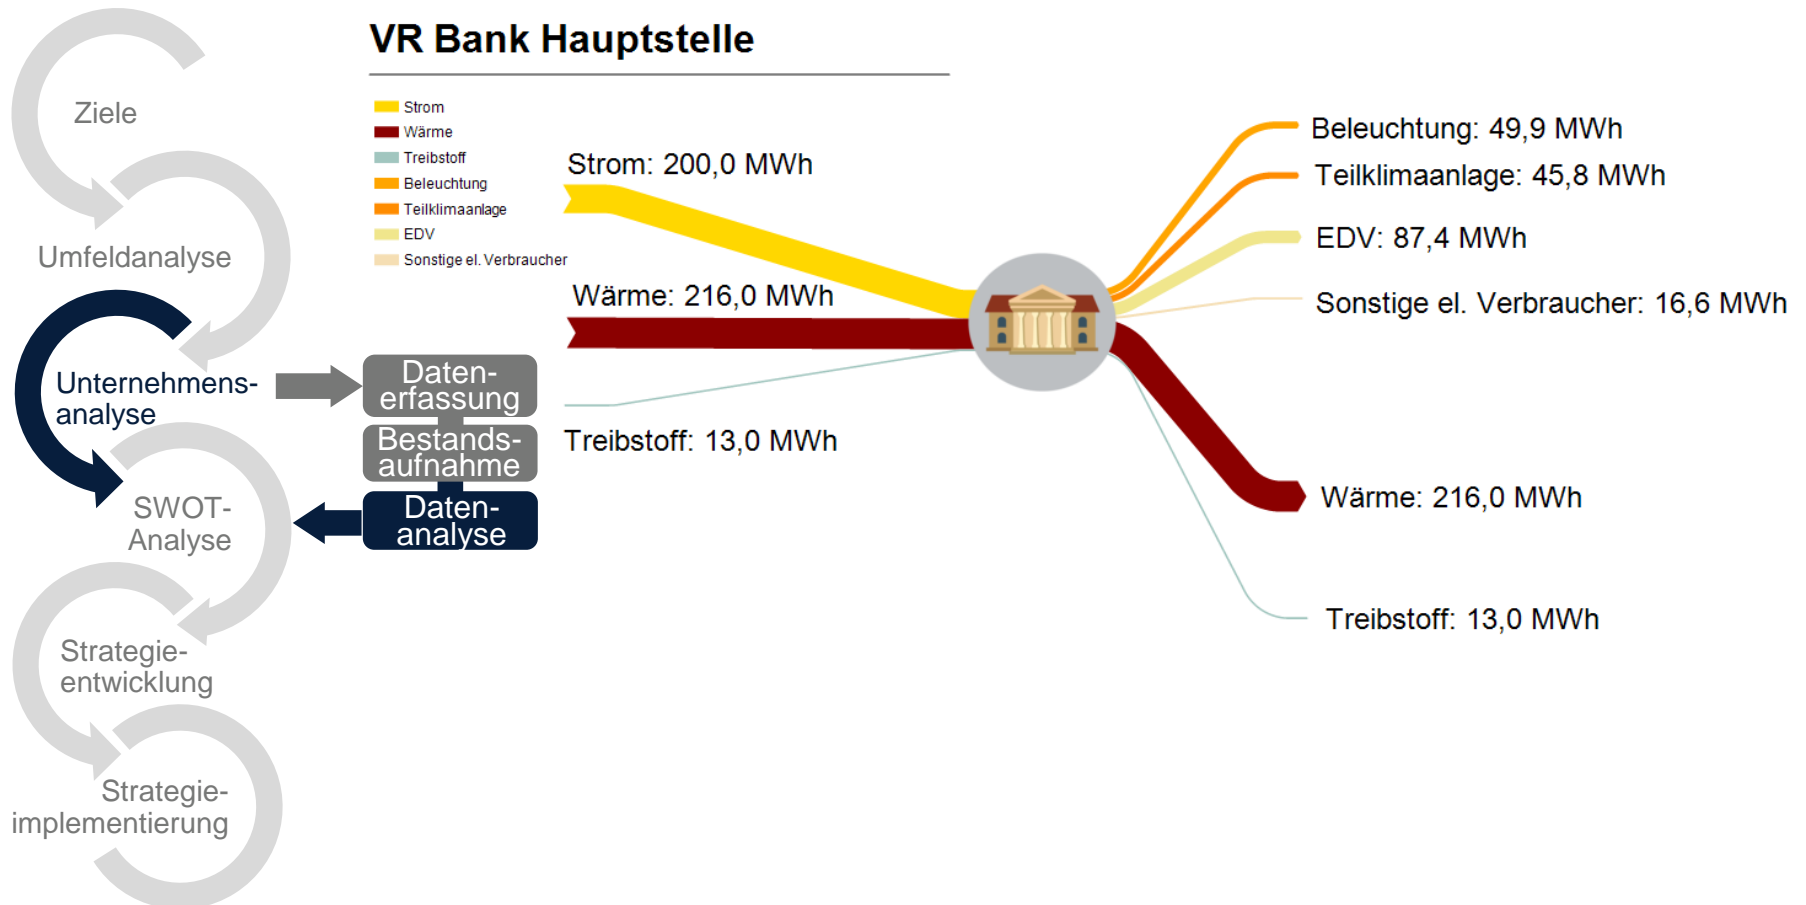 VR Bank Hauptstelle
Ziele
Umfeldanalyse
Unternehmens-
analyse
SWOT-
Analyse
Strategie-
entwicklung
Strategie-
implementierung
Daten-
erfassung
Bestands-
aufnahme
Daten-
analyse
Strom
Wärme
Treibstoff
Beleuchtung
Teilklimaanlage
EDV
Sonstige el. Verbraucher
Strom: 200,0 MWh
Wärme: 216,0 MWh
Treibstoff: 13,0 MWh
Beleuchtung: 49,9 MWh
Teilklimaanlage: 45,8 MWh
EDV: 87,4 MWh
Sonstige el. Verbraucher: 16,6 MWh
Wärme: 216,0 MWh
Treibstoff: 13,0 MWh